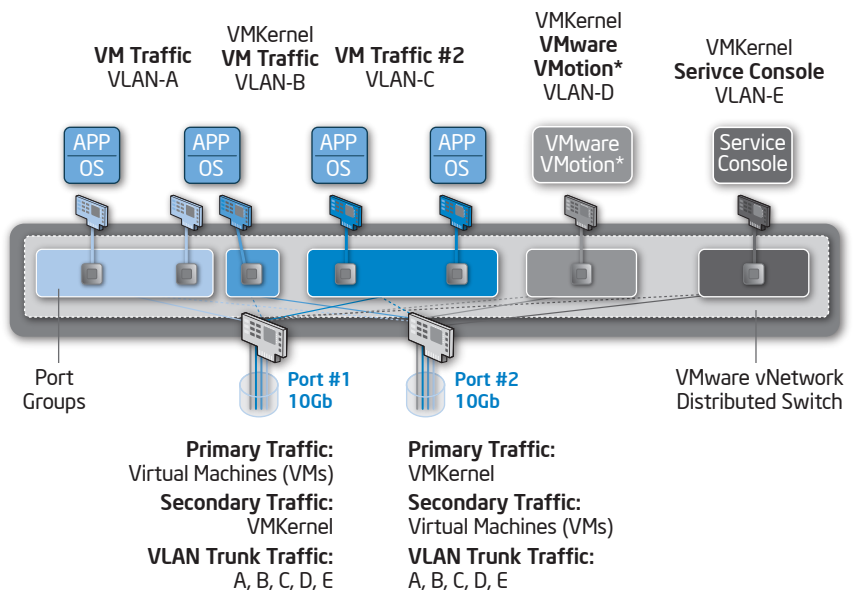 VM Traffic
VLAN-A
VMKernel
VM Traffic
VLAN-B
VM Traffic #2
VLAN-C
VMKernel
VMware
VMotion*
VLAN-D
VMKernel
Serivce Console
VLAN-E
APP
OS
APP
OS
APP
OS
APP
OS
VMware
VMotion*
Service
Console
Port
Groups
Port #1
10Gb
Port #2
10Gb
VMware vNetwork
Distributed Switch
Primary Traffic:
Virtual Machines (VMs)
Secondary Traffic:
VMKernel
VLAN Trunk Traffic:
A, B, C, D, E
Primary Traffic:
VMKernel
Secondary Traffic:
Virtual Machines (VMs)
VLAN Trunk Traffic:
A, B, C, D, E